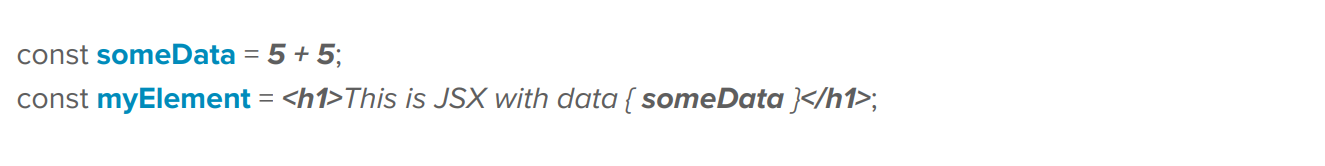 const someData = 5 + 5;
const myElement = <h1>This is JSX with data { someData }</h1>;